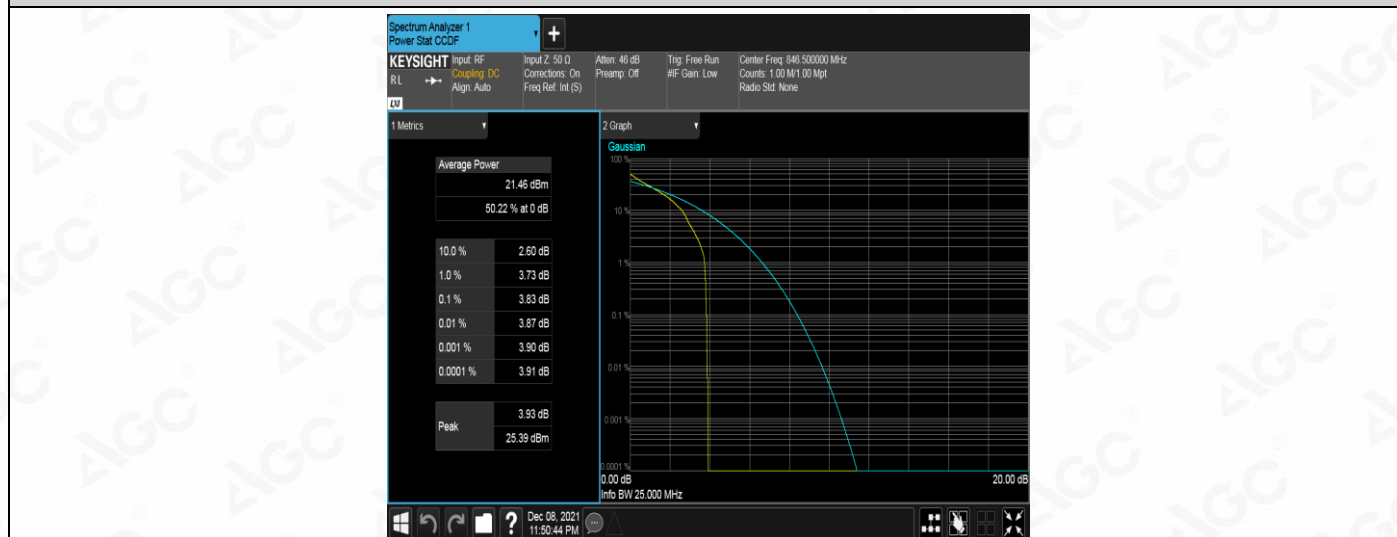 Spectrum Analyzer 1
Power Stat CCDF
+
KEYSIGHT
RL
LXI
Input: RF
Coupling: DC
Align: Auto
Input Z: 50 Ω
Corrections: On
Freq Ref: Int (S)
Atten: 46 dB
Preamp: Off
Trig: Free Run
#IF Gain: Low
Center Freq: 846.500000 MHz
Counts: 1.00 M/1.00 Mpt
Radio Std: None
1 Metrics
Average Power
21.46 dBm
50.22 % at 0 dB
10.0 % 2.60 dB
1.0 % 3.73 dB
0.1 % 3.83 dB
0.01 % 3.87 dB
0.001 % 3.90 dB
0.0001 % 3.91 dB
Peak
3.93 dB
25.39 dBm
2 Graph
Gaussian
100 %
10 %
1 %
0.1 %
0.01 %
0.001 %
0.0001 %
0.00 dB 20.00 dB
Info BW 25.000 MHz
?
Dec 08, 2021
11:50:44 PM
AGC